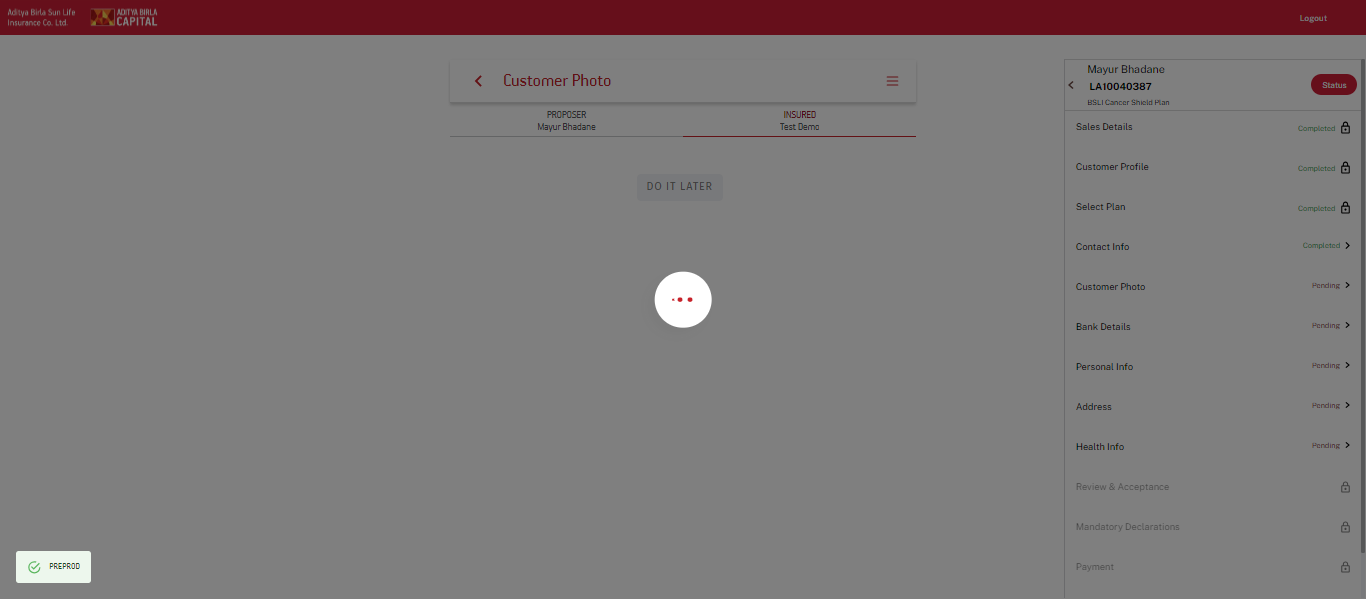 Aditya Birla Sun Life
Insurance Co. Ltd.
ADITYA BIRLA
CAPITAL
Logout
Customer Photo
PROPOSER
Mayur Bhadane
INSURED
Test Demo
DO IT LATER
Mayur Bhadane
LA10040387
BSLI Cancer Shield Plan
Status
Sales Details
Completed
Customer Profile
Completed
Select Plan
Completed
Contact Info
Completed
Customer Photo
Pending
Bank Details
Pending
Personal Info
Pending
Address
Pending
Health Info
Pending
Review & Acceptance
Mandatory Declarations
Payment
PREPROD